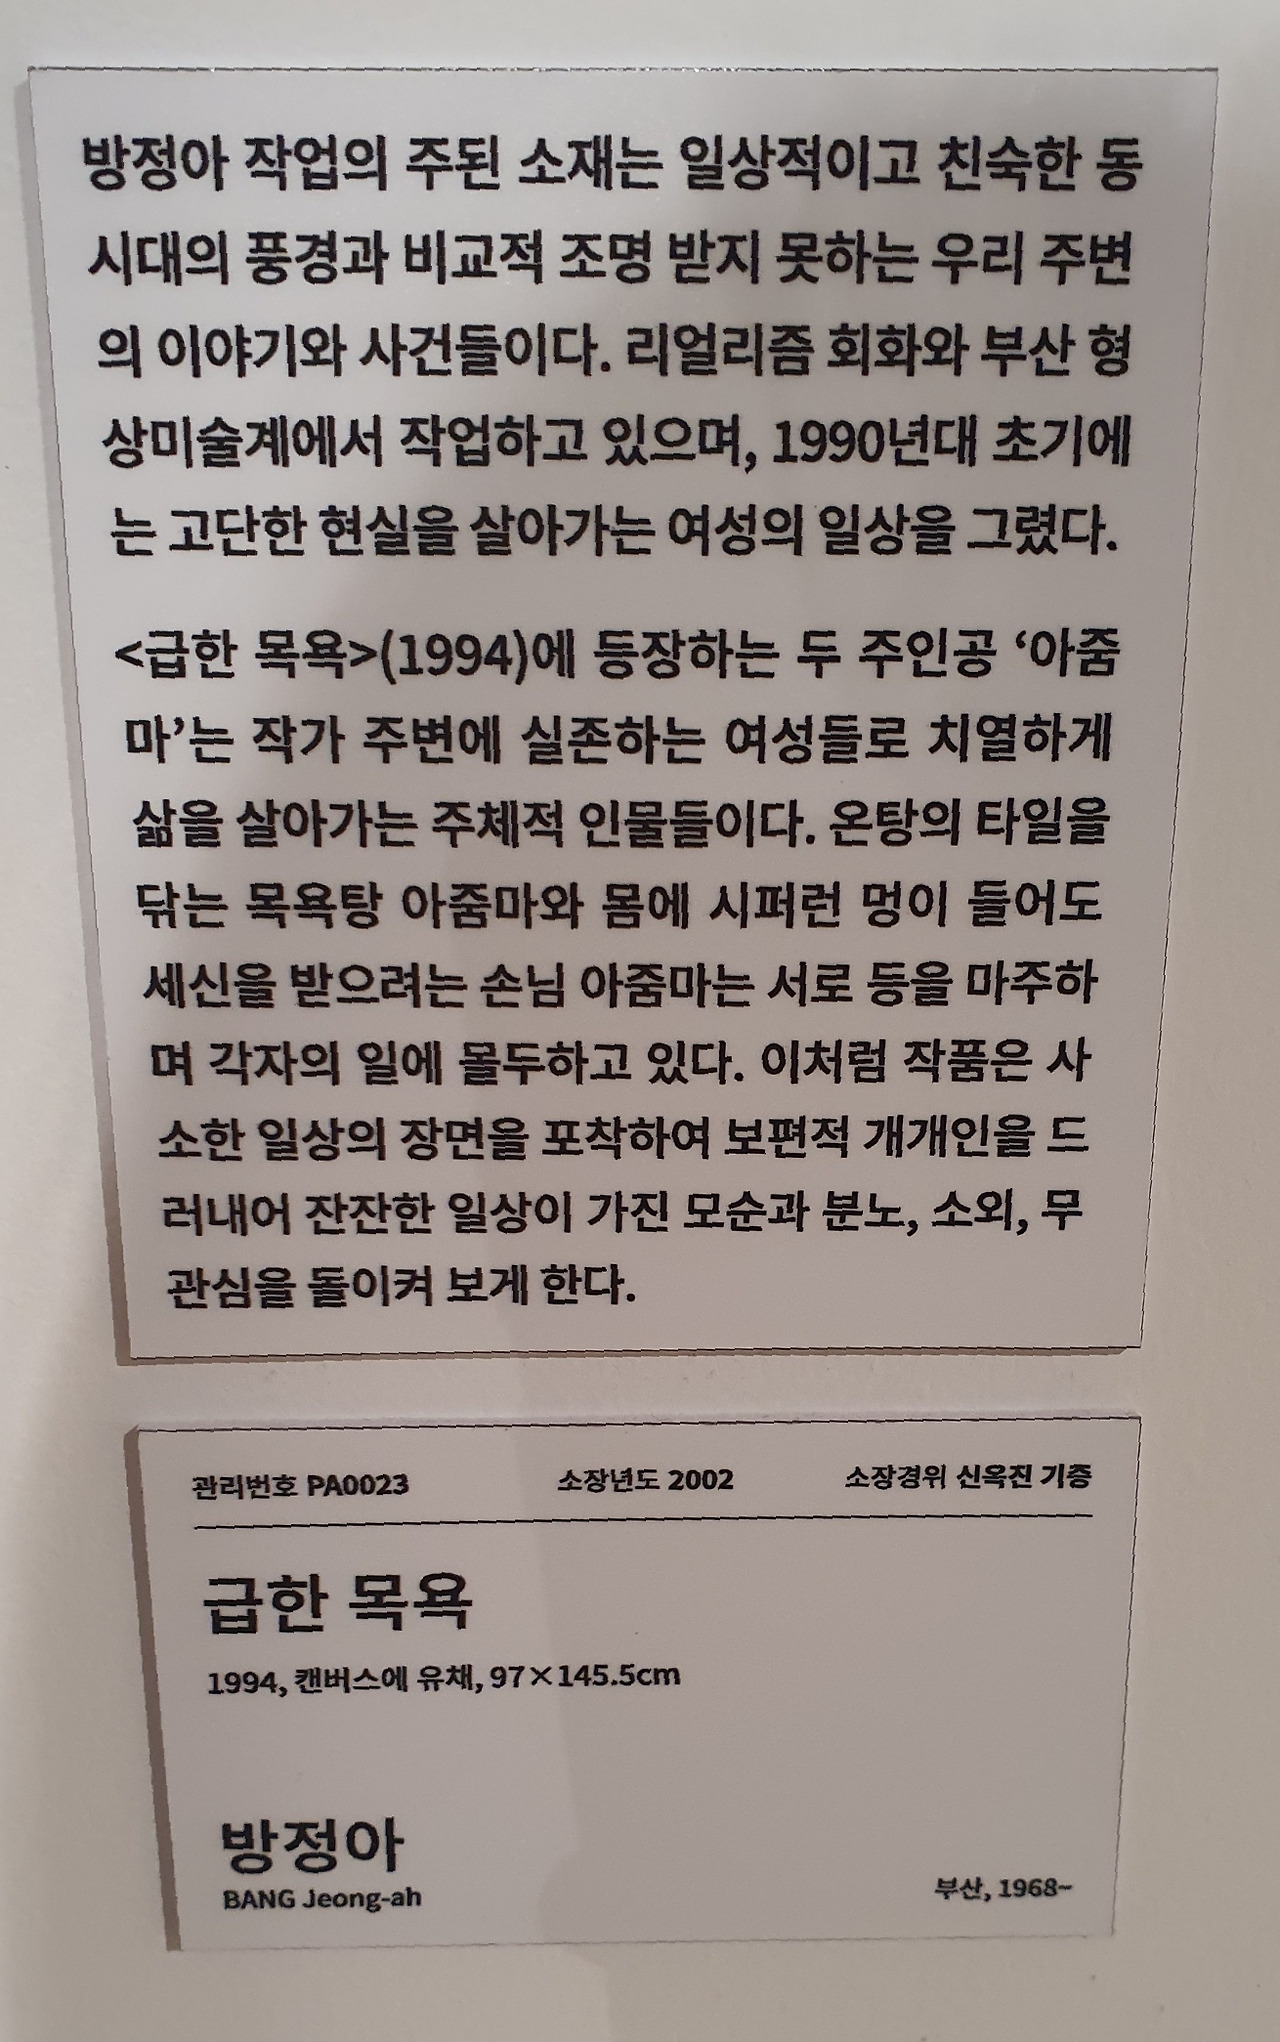 방정아 작업의 주된 소재는 일상적이고 친숙한 동
시대의 풍경과 비교적 조명 받지 못하는 우리 주변
의 이야기와 사건들이다. 리얼리즘 회화와 부산 형
상미술계에서 작업하고 있으며, 1990년대 초기에
는 고단한 현실을 살아가는 여성의 일상을 그렸다.
<급한 목욕>(1994)에 등장하는 두 주인공 ‘아줌
마’는 작가 주변에 실존하는 여성들로 치열하게
삶을 살아가는 주체적 인물들이다. 온탕의 타일을
닦는 목욕탕 아줌마와 몸에 시퍼런 멍이 들어도
세신을 받으려는 손님 아줌마는 서로 등을 마주하
며 각자의 일에 몰두하고 있다. 이처럼 작품은 사
소한 일상의 장면을 포착하여 보편적 개개인을 드
러내어 잔잔한 일상이 가진 모순과 분노, 소외, 무
관심을 돌이켜 보게 한다.
관리번호 PA0023 소장년도 2002 소장경위 신옥진 기증
급한 목욕
1994, 캔버스에 유채, 97×145.5cm
방정아
BANG Jeong-ah 부산, 1968~